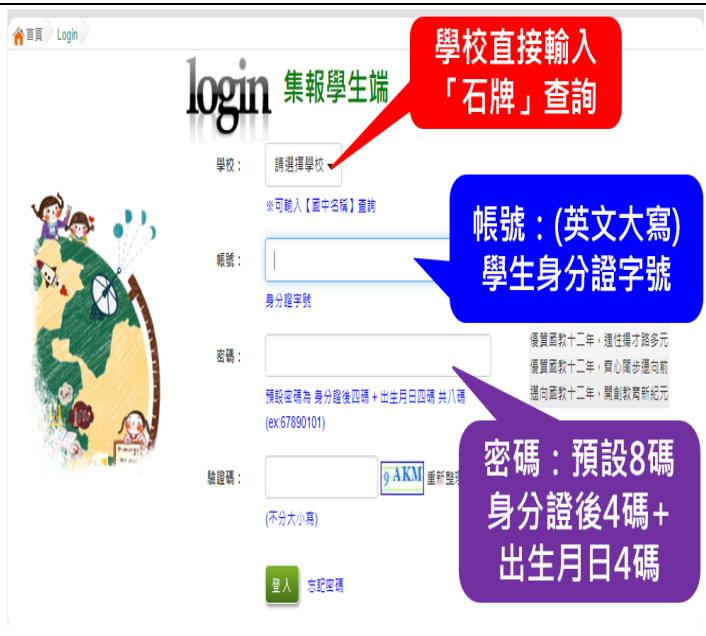 首頁 Login
login 集報學生端
學校直接輸入
「石牌」查詢
學校：
請選擇學校
※可輸入【國中名稱】查詢
帳號：(英文大寫)
學生身分證字號
帳號：
身分證字號
優質國教十二年，適性揚才路多元
優質國教十二年，齊心闊步邁向前
邁向國教十二年，開創教育新紀元
密碼：
預設密碼為 身分證後四碼 + 出生月日四碼 共八碼
(ex:67890101)
密碼：預設8碼
身分證後4碼+
出生月日4碼
驗證碼：
9 AKM 重新整理
(不分大小寫)
登入 忘記密碼